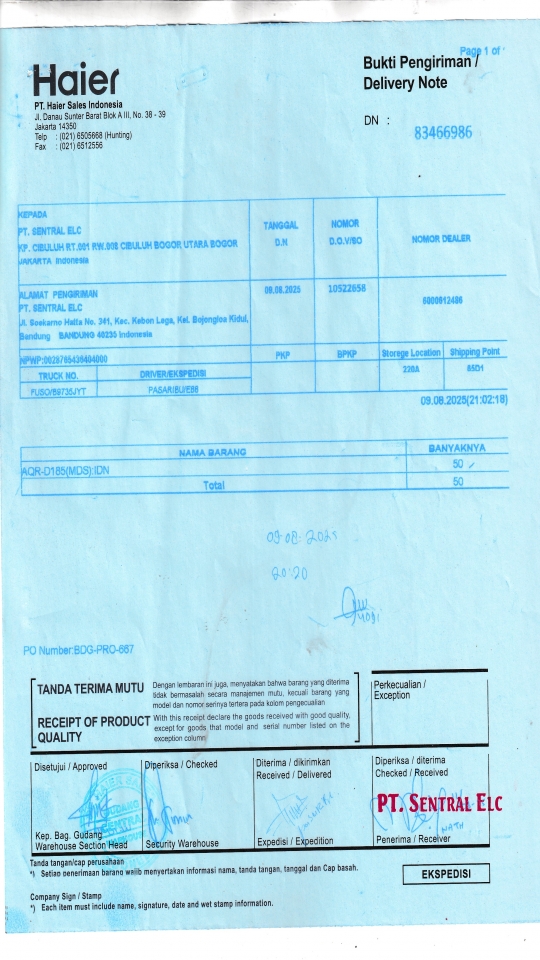 Page 1 of
Haier
Bukti Pengiriman /
Delivery Note
PT. Haier Sales Indonesia
Jl. Danau Sunter Barat Blok A III, No. 38 - 39
Jakarta 14350
Telp : (021) 6505668 (Hunting)
Fax : (021) 6512556
DN : 83466986
KEPADA
PT. SENTRAL ELC
KP. CIBULUH RT.001 RW.008 CIBULUH BOGOR UTARA BOGOR
JAKARTA Indonesia
TANGGAL
D.N
NOMOR
D.O.V/SO
NOMOR DEALER
ALAMAT PENGIRIMAN
PT. SENTRAL ELC
Jl. Soekarno Hatta No. 341, Kec. Kebon Lega, Kel. Bojongloa Kidul,
Bandung BANDUNG 40233 Indonesia
09.08.2025
10522658
6000012486
NPWP:0628765436404000
PKP
BPKP
Storege Location
Shipping Point
TRUCK NO.
DRIVER/EKSPEDISI
220A
65D1
FUSO/B9735JYT
PASARIBU/E86
09.08.2025(21:02:18)
NAMA BARANG
BANYAKNYA
AQR-D185(MDS):IDN
50
Total
50
09.08.2025
20:20
PO Number:BDG-PRO-667
TANDA TERIMA MUTU
Dengan lembaran ini juga, menyatakan bahwa barang yang diterima
tidak bermasalah secara manajemen mutu, kecuali barang yang
model dan nomor serinya tertera pada kolom pengecualian
RECEIPT OF PRODUCT
QUALITY
With this receipt declare the goods received with good quality,
except for goods that model and serial number listed on the
exception column
Perkecualian /
Exception
Disetujui / Approved
Diperiksa / Checked
Diterima / dikirimkan
Received / Delivered
Diperiksa / diterima
Checked / Received
PT. SENTRAL ELC
Kep. Bag. Gudang
Warehouse Section Head
Security Warehouse
Expedisi / Expedition
Penerima / Receiver
Tanda tangan/cap perusahaan
*) Setiao penerimaan barang wajib menyertakan informasi nama, tanda tangan, tanggal dan Cap basah.
EKSPEDISI
Company Sign / Stamp
*) Each item must include name, signature, date and wet stamp information.